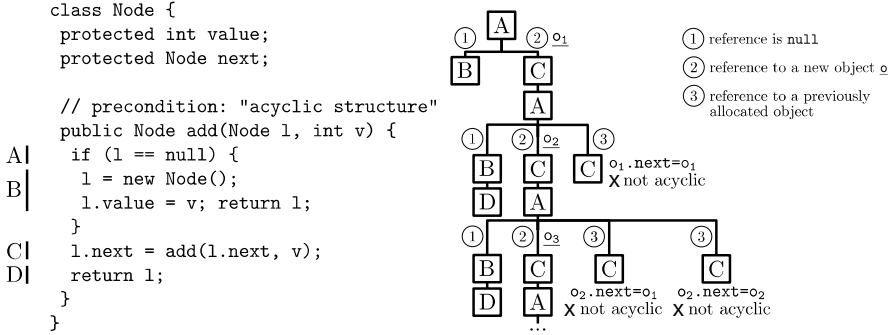 class Node {
protected int value;
protected Node next;
// precondition: "acyclic structure"
public Node add(Node l, int v) {
A if (l == null) {
B l = new Node();
l.value = v; return l;
}
C l.next = add(l.next, v);
D return l;
}
}
A
1 2 o1
B C
A
1 2 o2 3
B C C o1.next=o1
X not acyclic
D A
1 2 o3 3 3
B C C C
o2.next=o1 o2.next=o2
D A X not acyclic X not acyclic
...
1 reference is null
2 reference to a new object o
3 reference to a previously
allocated object